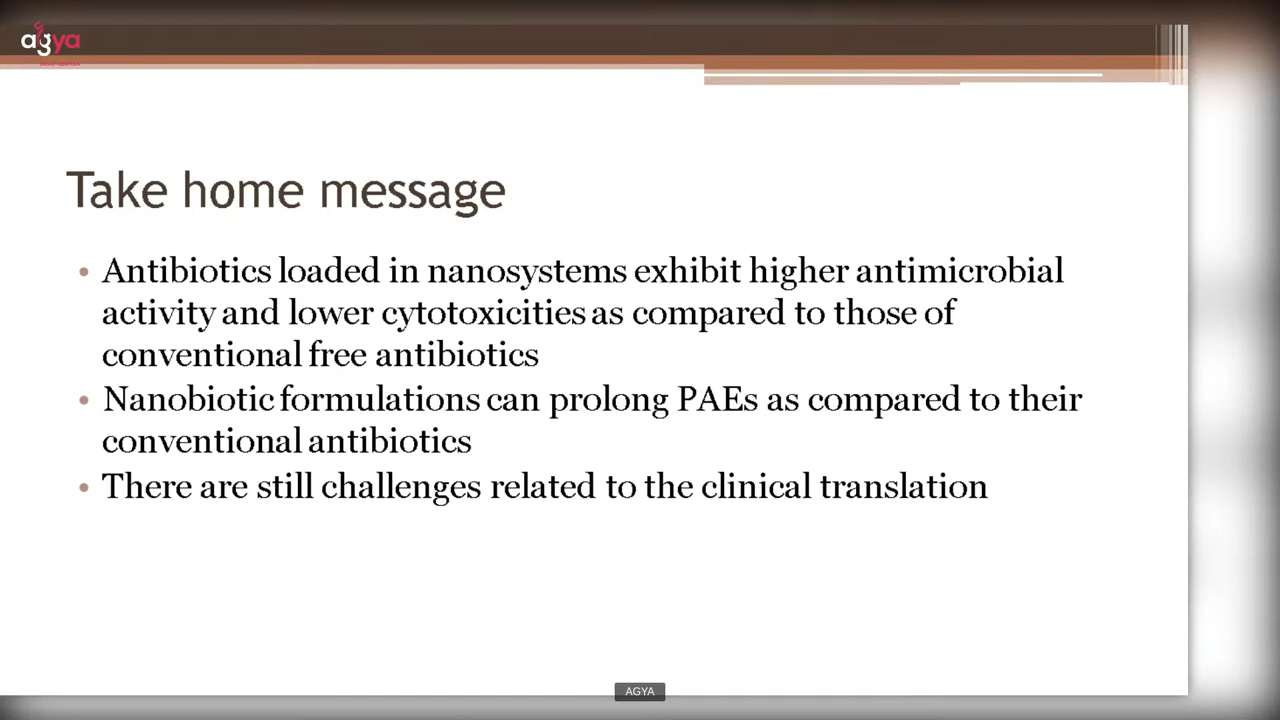 agya
Take home message
• Antibiotics loaded in nanosystems exhibit higher antimicrobial
activity and lower cytotoxicities as compared to those of
conventional free antibiotics
• Nanobiotic formulations can prolong PAEs as compared to their
conventional antibiotics
• There are still challenges related to the clinical translation
AGYA